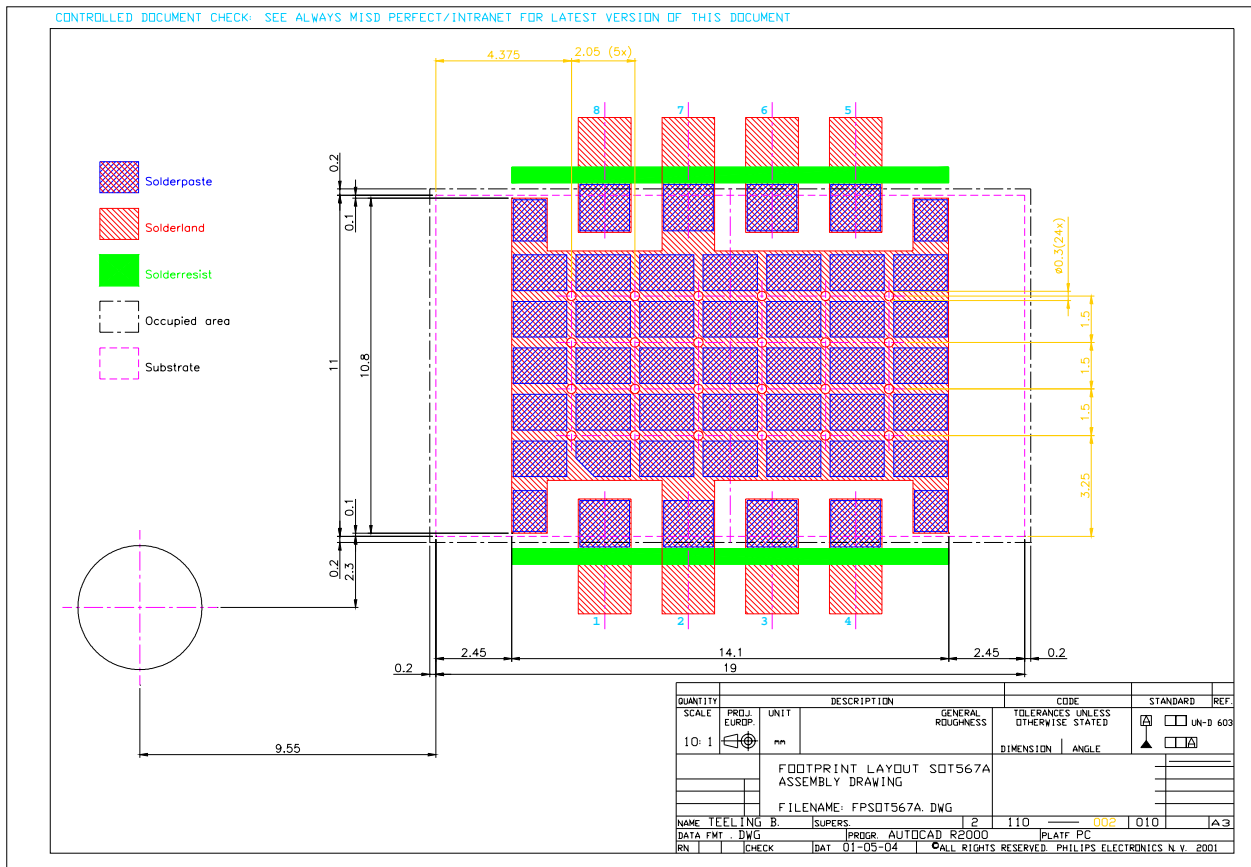 CONTROLLED DOCUMENT CHECK: SEE ALWAYS MISD PERFECT/INTRANET FOR LATEST VERSION OF THIS DOCUMENT
4.375
2.05 (5x)
8
7
6
5
0.2
0.1
Solderpaste
Solderland
Solderresist
Occupied area
Substrate
ø0.3(24x)
1.5
1.5
1.5
3.25
11
10.8
0.1
0.2
2.3
1
2
3
4
2.45
14.1
2.45
0.2
19
0.2
9.55
QUANTITY DESCRIPTION CODE STANDARD REF.
SCALE PROJ. EUROP. UNIT GENERAL ROUGHNESS TOLERANCES UNLESS OTHERWISE STATED A UN-D 603
10: 1 mm DIMENSION ANGLE A
FOOTPRINT LAYOUT SOT567A
ASSEMBLY DRAWING
FILENAME: FPSOT567A. DWG
NAME TEELING B. SUPERS. 2 110 — 002 010 A3
DATA FMT . DWG PROGR. AUTOCAD R2000 PLATF PC
RN CHECK DAT 01-05-04 ©ALL RIGHTS RESERVED. PHILIPS ELECTRONICS N. V. 2001